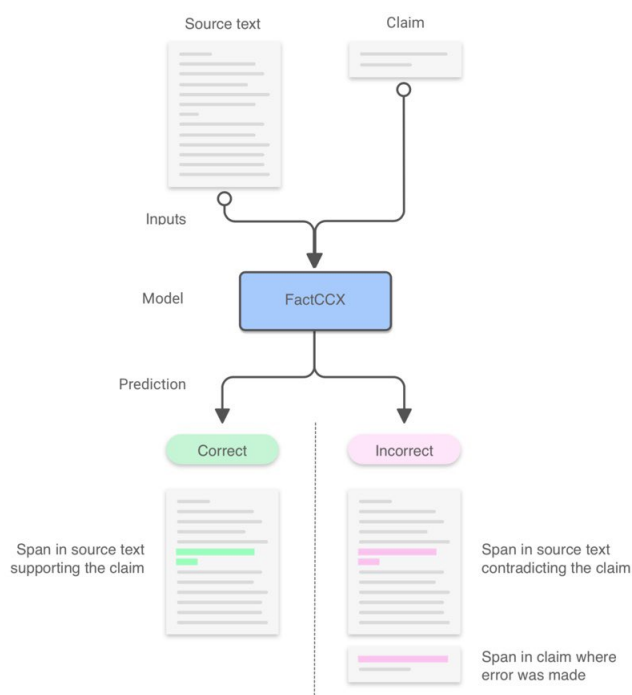 Source text
Claim
Inputs
Model
FactCCX
Prediction
Correct
Incorrect
Span in source text
supporting the claim
Span in source text
contradicting the claim
Span in claim where
error was made